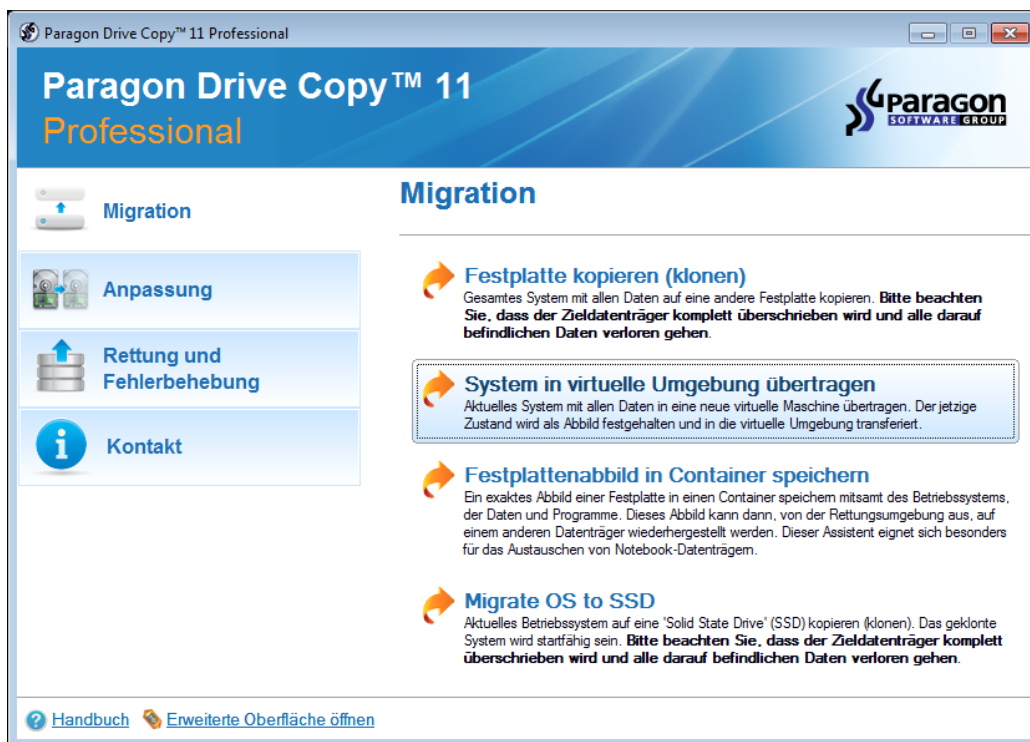 Paragon Drive Copy™ 11 Professional
Paragon Drive Copy™ 11
Professional
Paragon
SOFTWARE GROUP
Migration
Anpassung
Rettung und
Fehlerbehebung
Kontakt
Migration
Festplatte kopieren (klonen)
Gesamtes System mit allen Daten auf eine andere Festplatte kopieren. Bitte beachten
Sie, dass der Zieldatenträger komplett überschrieben wird und alle darauf
befindlichen Daten verloren gehen.
System in virtuelle Umgebung übertragen
Aktuelles System mit allen Daten in eine neue virtuelle Maschine übertragen. Der jetzige
Zustand wird als Abbild festgehalten und in die virtuelle Umgebung transferiert.
Festplattenabbild in Container speichern
Ein exaktes Abbild einer Festplatte in einen Container speichern mitsamt des Betriebssystems,
der Daten und Programme. Dieses Abbild kann dann, von der Rettungsumgebung aus, auf
einem anderen Datenträger wiederhergestellt werden. Dieser Assistent eignet sich besonders
für das Austauschen von Notebook-Datenträgern.
Migrate OS to SSD
Aktuelles Betriebssystem auf eine 'Solid State Drive' (SSD) kopieren (klonen). Das geklonte
System wird startfähig sein. Bitte beachten Sie, dass der Zieldatenträger komplett
überschrieben wird und alle darauf befindlichen Daten verloren gehen.
Handbuch
Erweiterte Oberfläche öffnen